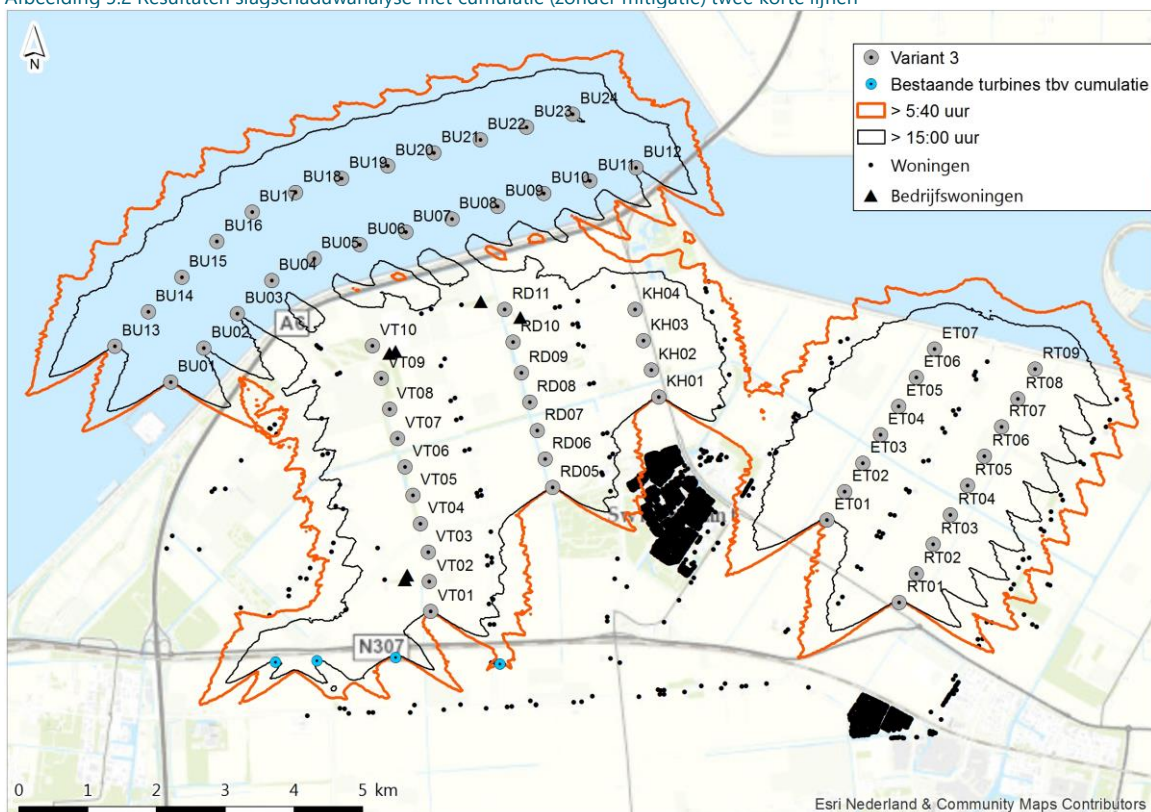 Afbeelding 5.2 Resultaten slagschaduwanalyse met cumulatie (zonder mitigatie) twee korte lijnen
N
Variant 3
Bestaande turbines tbv cumulatie
> 5:40 uur
> 15:00 uur
Woningen
Bedrijfswoningen
BU24
BU23
BU22
BU21
BU20
BU19
BU18
BU17
BU16
BU15
BU14
BU13
BU12
BU11
BU10
BU09
BU08
BU07
BU06
BU05
BU04
BU03
BU02
BU01
A6
RD11
RD10
RD09
RD08
RD07
RD06
RD05
KH04
KH03
KH02
KH01
VT10
VT09
VT08
VT07
VT06
VT05
VT04
VT03
VT02
VT01
ET07
ET06
ET05
ET04
ET03
ET02
ET01
RT09
RT08
RT07
RT06
RT05
RT04
RT03
RT02
RT01
N307
0 1 2 3 4 5 km
Esri Nederland & Community Maps Contributors